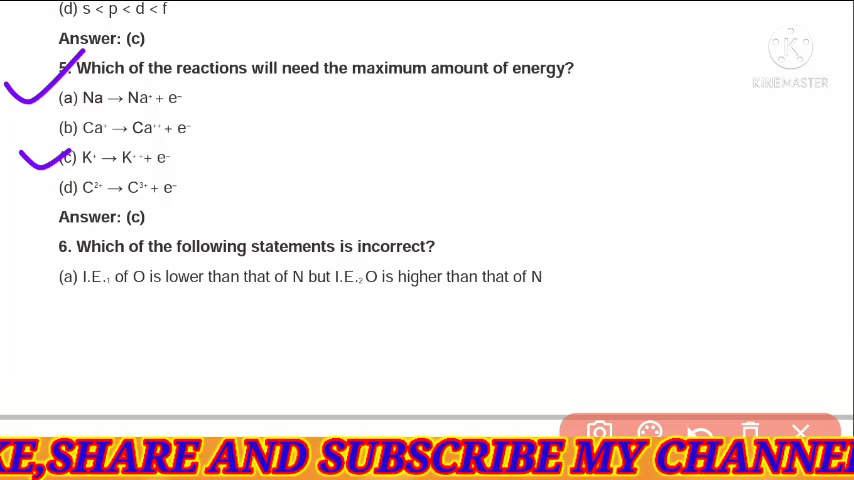 (d) s < p < d < f
Answer: (c)
5. Which of the reactions will need the maximum amount of energy?
(a) Na → Na⁺ + e⁻
(b) Ca⁺ → Ca⁺⁺ + e⁻
(c) K⁺ → K⁺⁺ + e⁻
(d) C²⁺ → C³⁺ + e⁻
Answer: (c)
6. Which of the following statements is incorrect?
(a) I.E.₁ of O is lower than that of N but I.E.₂ O is higher than that of N
KINEMASTER
KE,SHARE AND SUBSCRIBE MY CHANNEL